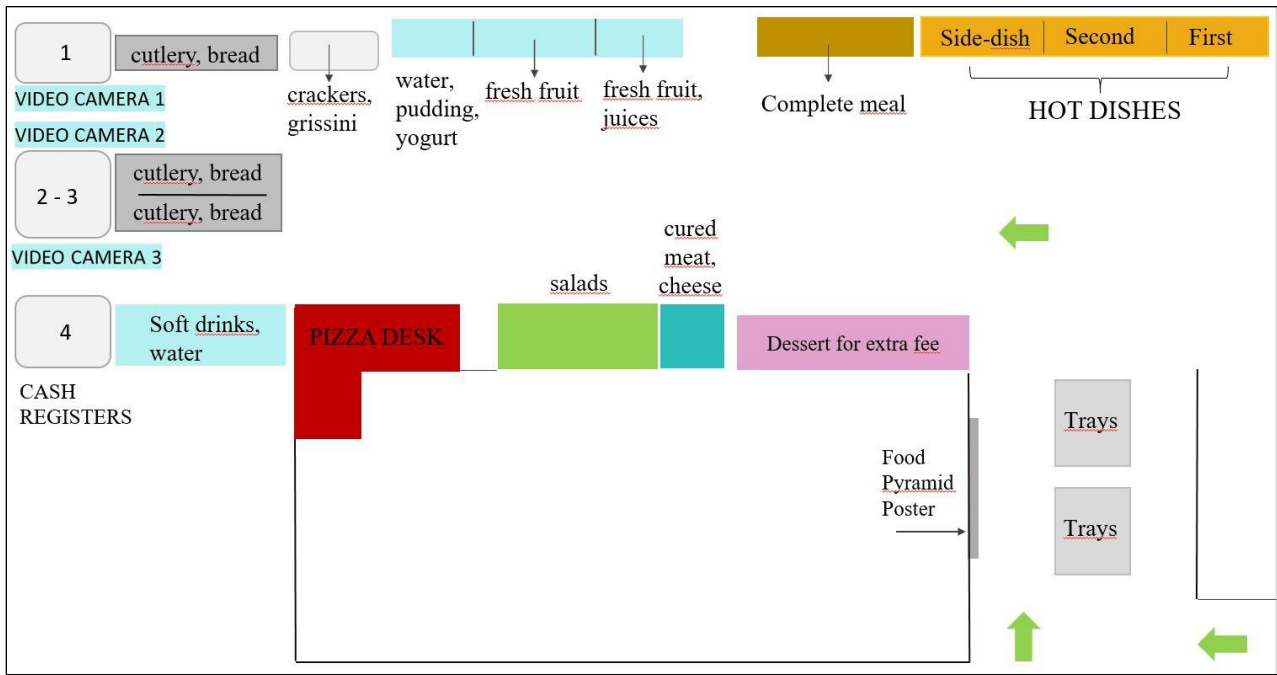 1
cutlery, bread
VIDEO CAMERA 1
crackers,
grissini
water,
pudding,
yogurt
fresh fruit
fresh fruit,
juices
Complete meal
Side-dish
Second
First
HOT DISHES
VIDEO CAMERA 2
2 - 3
cutlery, bread
cutlery, bread
VIDEO CAMERA 3
4
Soft drinks,
water
CASH
REGISTERS
PIZZA DESK
salads
cured
meat,
cheese
Dessert for extra fee
Food
Pyramid
Poster
Trays
Trays